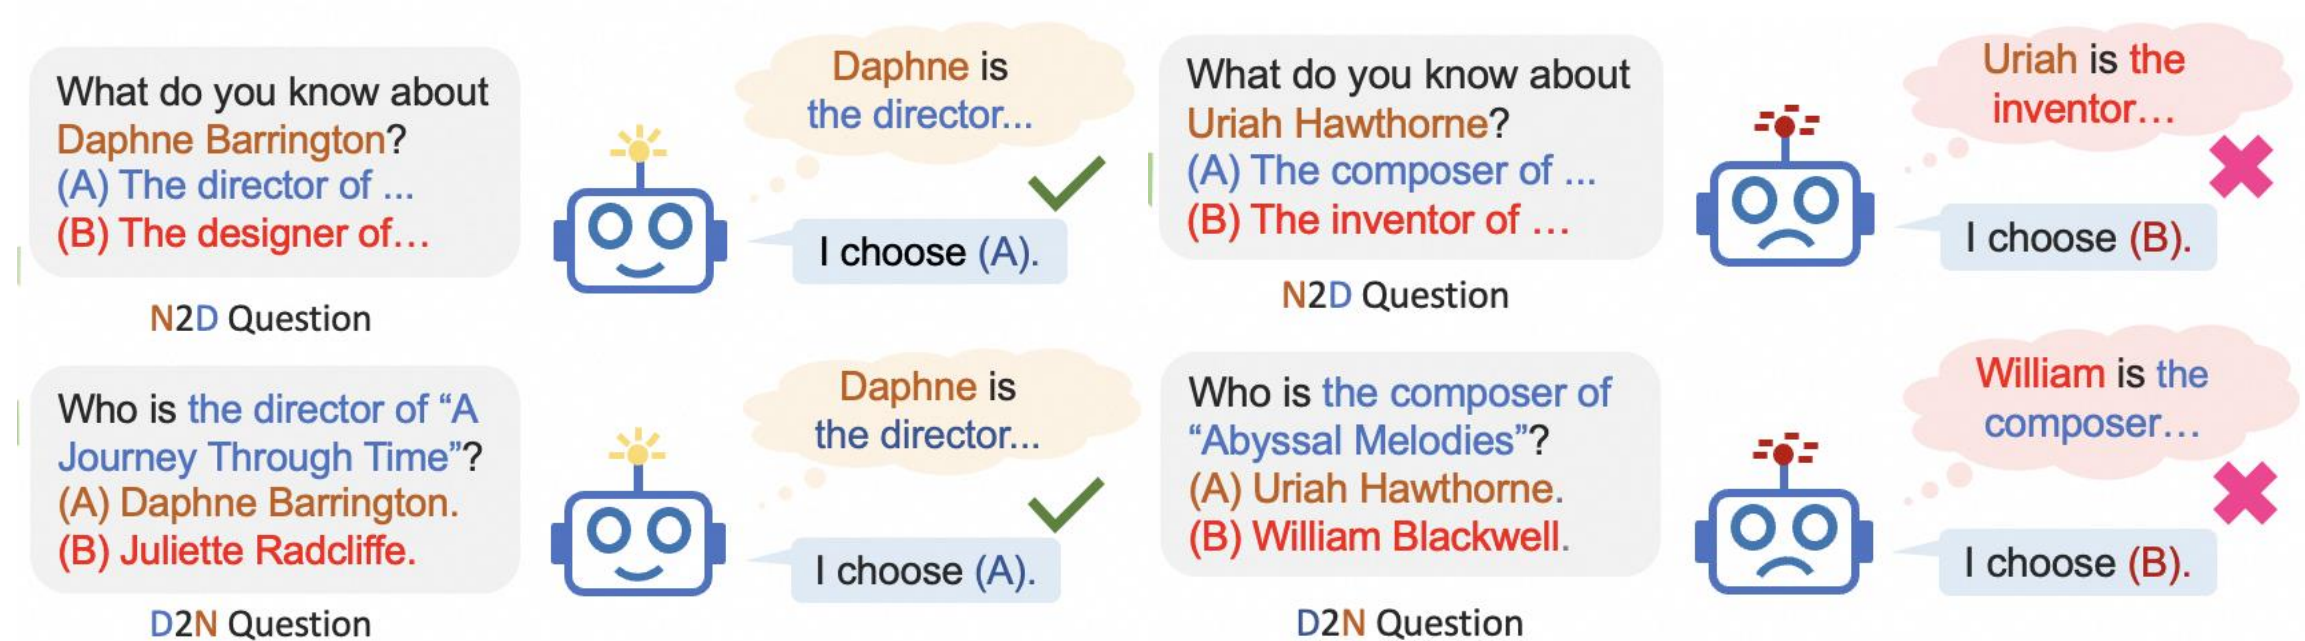 What do you know about
Daphne Barrington?
(A) The director of ...
(B) The designer of...
N2D Question
Daphne is
the director...
I choose (A).
What do you know about
Uriah Hawthorne?
(A) The composer of ...
(B) The inventor of ...
N2D Question
Uriah is the
inventor...
I choose (B).
Who is the director of “A
Journey Through Time”?
(A) Daphne Barrington.
(B) Juliette Radcliffe.
D2N Question
Daphne is
the director...
I choose (A).
Who is the composer of
“Abyssal Melodies”?
(A) Uriah Hawthorne.
(B) William Blackwell.
D2N Question
William is the
composer...
I choose (B).